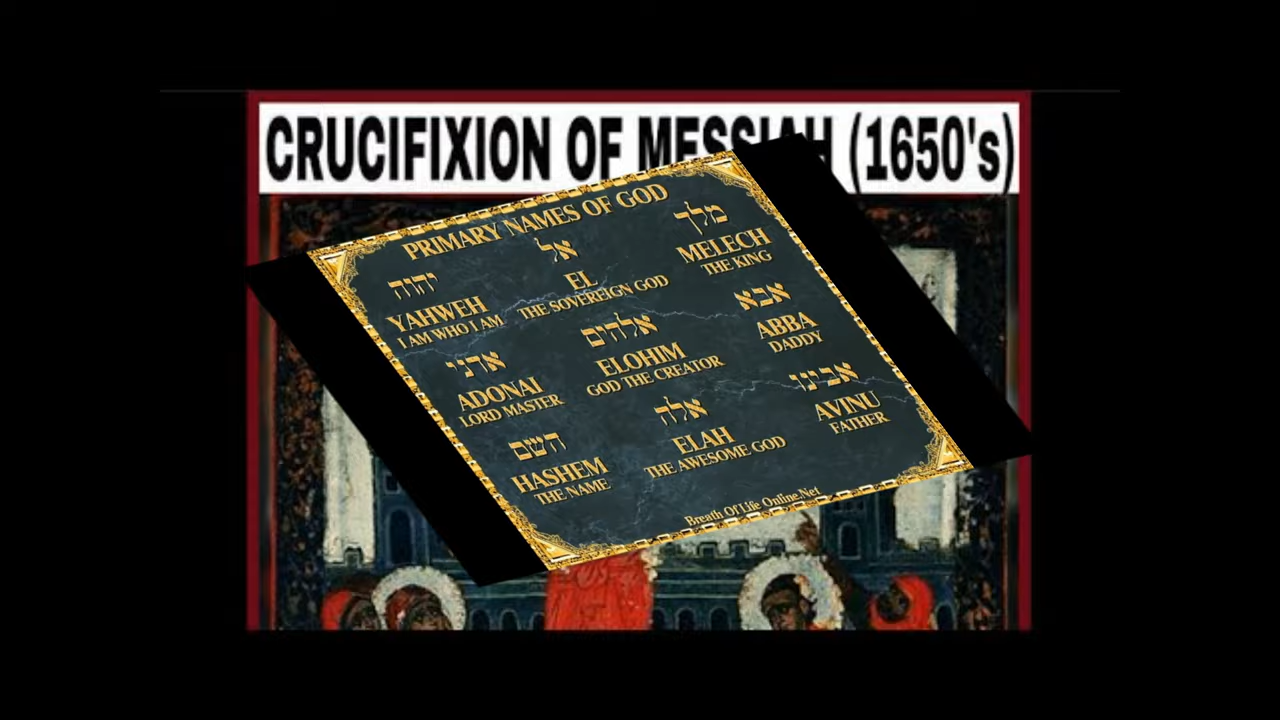 CRUCIFIXION OF MESSIAH (1650's)
PRIMARY NAMES OF GOD
יהוה
YAHWEH
I AM WHO I AM
אל
EL
THE SOVEREIGN GOD
מלך
MELECH
THE KING
אדני
ADONAI
LORD MASTER
אלהים
ELOHIM
GOD THE CREATOR
אבא
ABBA
DADDY
השם
HASHEM
THE NAME
אלה
ELAH
THE AWESOME GOD
אבינו
AVINU
FATHER
Breath Of Life Online.Net